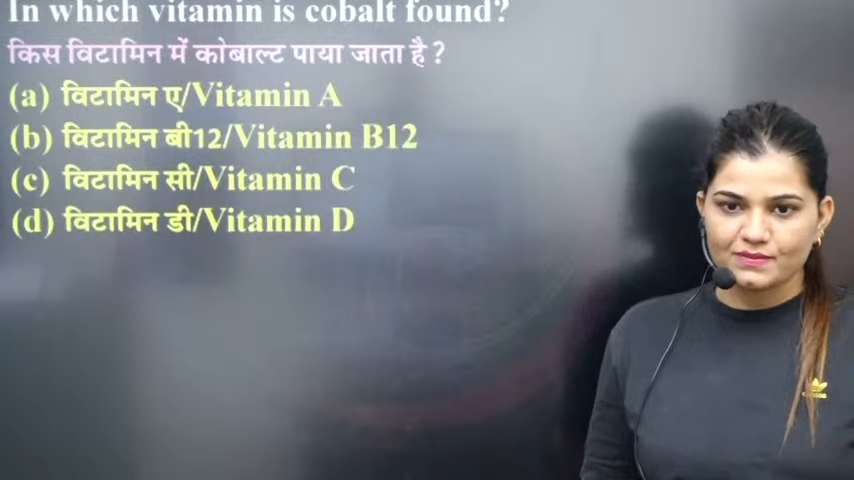 In which vitamin is cobalt found?
किस विटामिन में कोबाल्ट पाया जाता है?
(a) विटामिन ए/Vitamin A
(b) विटामिन बी12/Vitamin B12
(c) विटामिन सी/Vitamin C
(d) विटामिन डी/Vitamin D